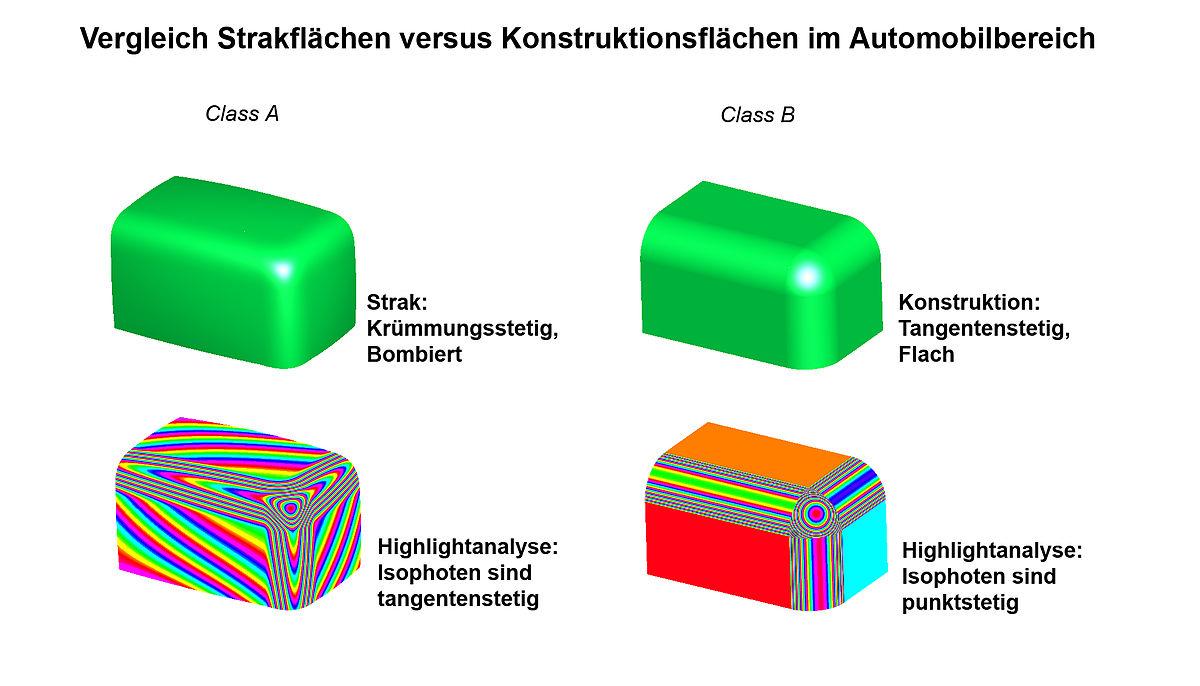 Vergleich Strakflächen versus Konstruktionsflächen im Automobilbereich
Class A
Class B
Strak:
Krümmungsstetig,
Bombiert
Konstruktion:
Tangentenstetig,
Flach
Highlightanalyse:
Isophoten sind
tangentenstetig
Highlightanalyse:
Isophoten sind
punktstetig